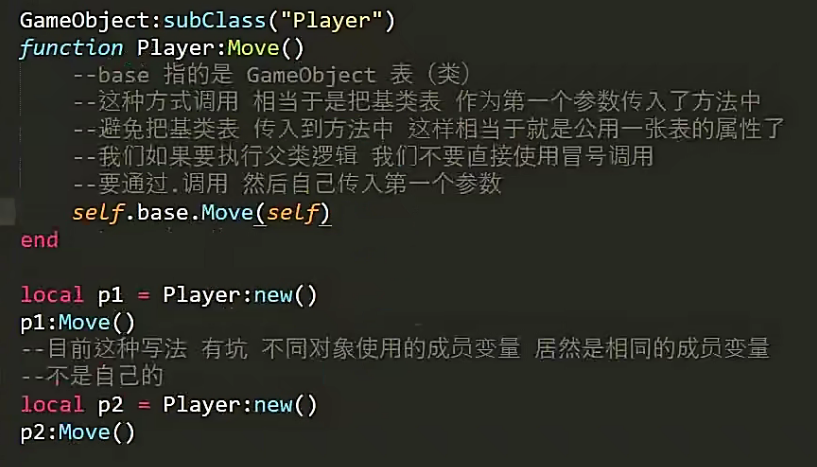 GameObject:subClass("Player")
function Player:Move()
--base 指的是 GameObject 表（类）
--这种方式调用 相当于是把基类表 作为第一个参数传入了方法中
--避免把基类表 传入到方法中 这样相当于就是公用一张表的属性了
--我们如果要执行父类逻辑 我们不要直接使用冒号调用
--要通过.调用 然后自己传入第一个参数
self.base.Move(self)
end
local p1 = Player:new()
p1:Move()
--目前这种写法 有坑 不同对象使用的成员变量 居然是相同的成员变量
--不是自己的
local p2 = Player:new()
p2:Move()